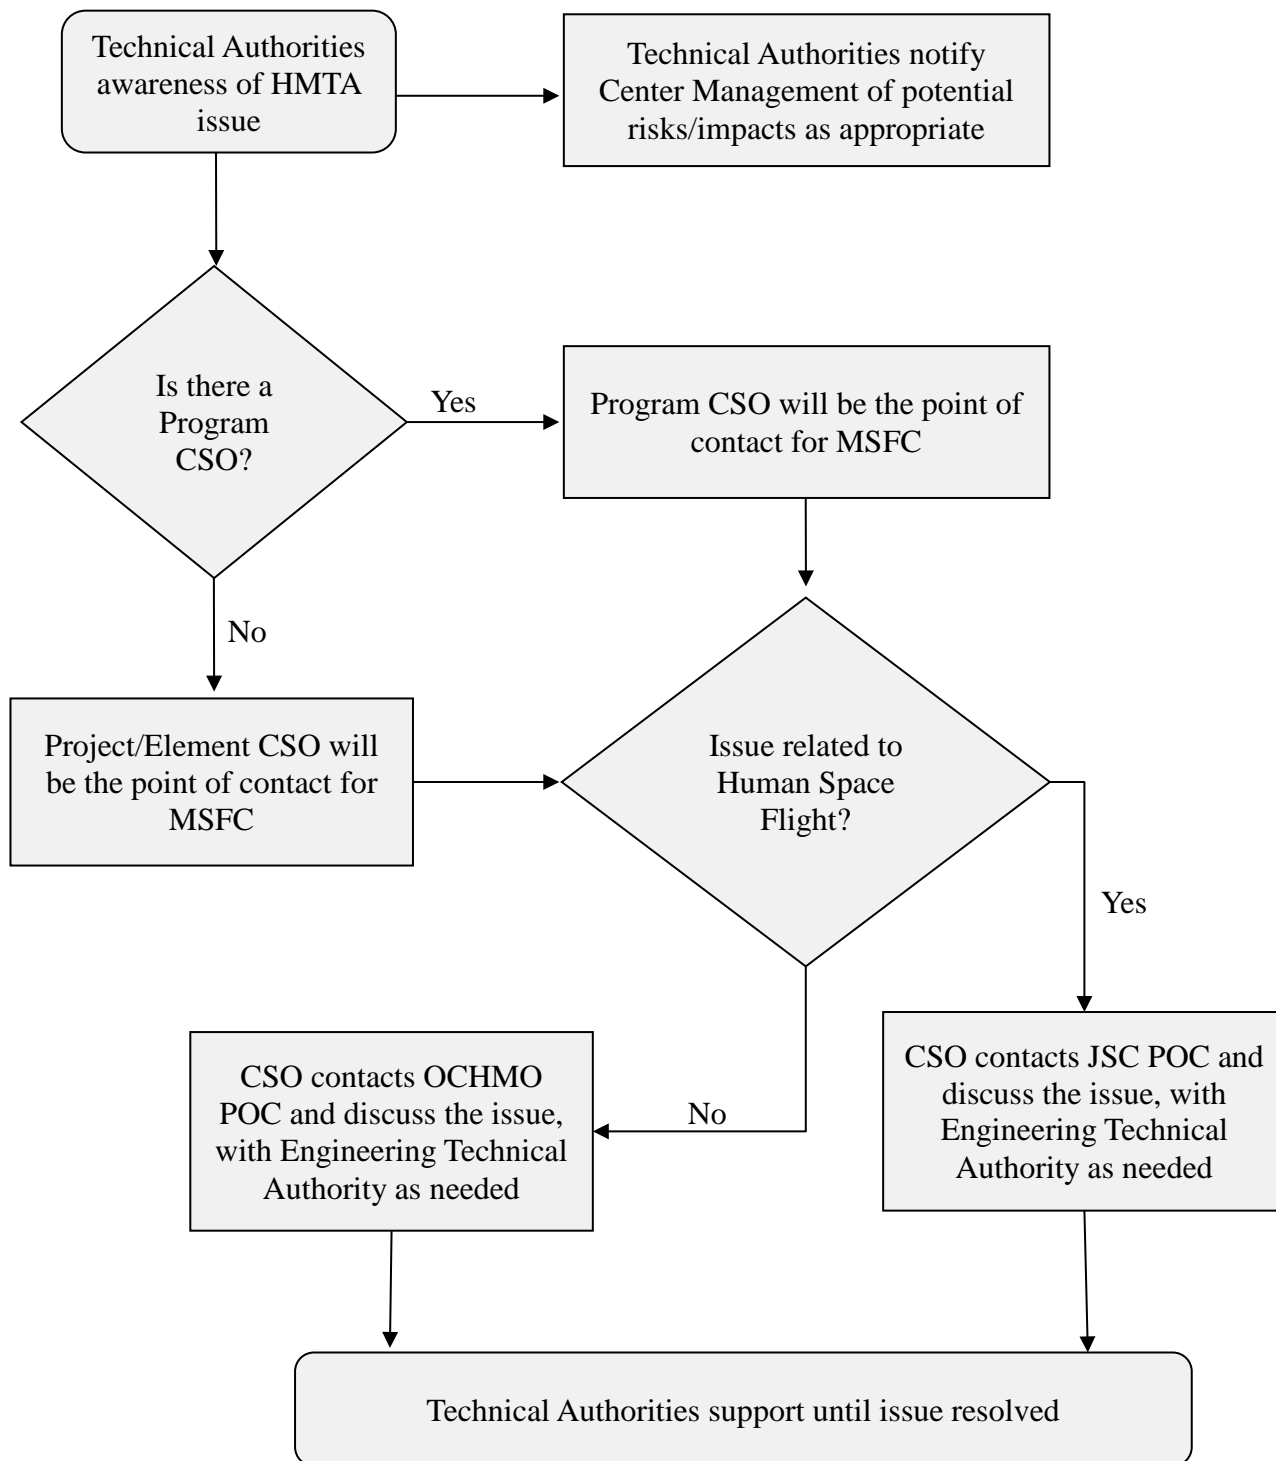 Technical Authorities
awareness of HMTA
issue
Technical Authorities notify
Center Management of potential
risks/impacts as appropriate
Is there a
Program
CSO?
Yes
Program CSO will be the point of
contact for MSFC
No
Project/Element CSO will
be the point of contact for
MSFC
Issue related to
Human Space
Flight?
Yes
CSO contacts OCHMO
POC and discuss the issue,
with Engineering Technical
Authority as needed
No
CSO contacts JSC POC and
discuss the issue, with
Engineering Technical
Authority as needed
Technical Authorities support until issue resolved